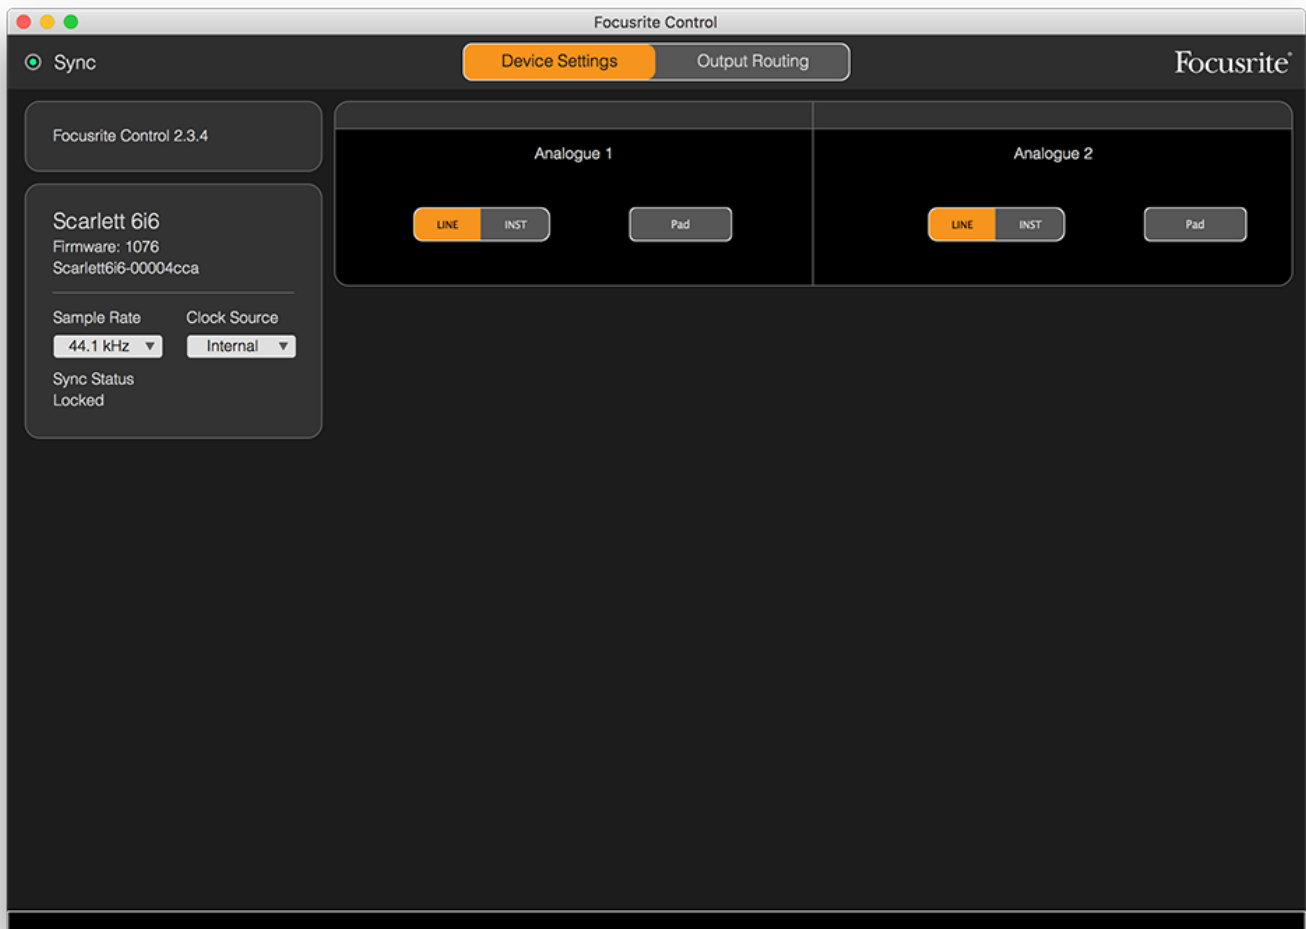 Focusrite Control
Sync
Device Settings
Output Routing
Focusrite
Focusrite Control 2.3.4
Analogue 1
Analogue 2
LINE
INST
Pad
LINE
INST
Pad
Scarlett 6i6
Firmware: 1076
Scarlett6i6-00004cca
Sample Rate
Clock Source
44.1 kHz
Internal
Sync Status
Locked